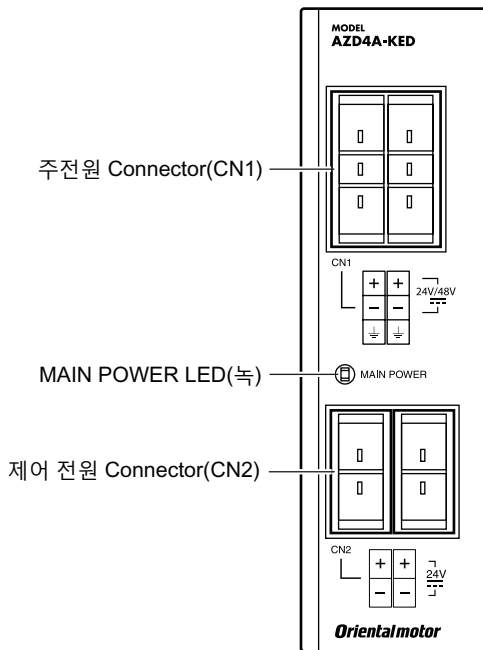 MODEL
AZD4A-KED
주전원 Connector(CN1)
CN1
+ +
24V/48V
− −
MAIN POWER LED(녹)
MAIN POWER
제어 전원 Connector(CN2)
CN2
+ +
24V
− −
Orientalmotor